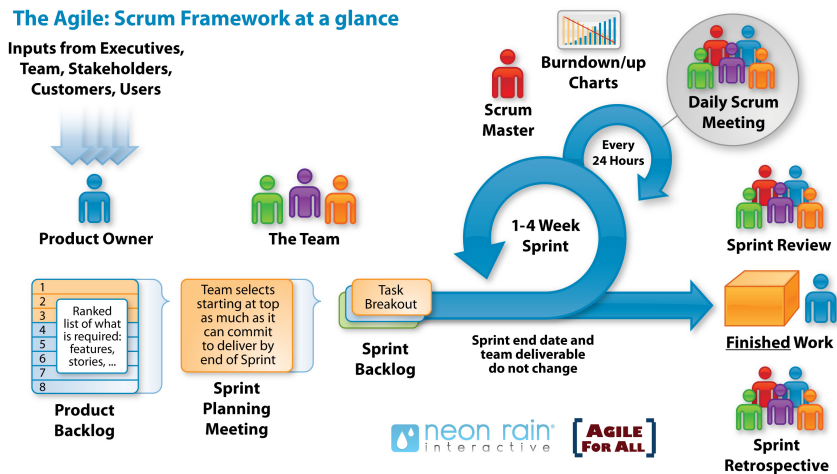 The Agile: Scrum Framework at a glance
Inputs from Executives,
Team, Stakeholders,
Customers, Users
Product Owner
The Team
Scrum
Master
Burndown/up
Charts
Daily Scrum
Meeting
Every
24 Hours
1-4 Week
Sprint
Sprint Review
1
2
3
4
5
6
7
8
Ranked
list of what
is required:
features,
stories, ...
Product
Backlog
Team selects
starting at top
as much as it
can commit
to deliver by
end of Sprint
Sprint
Planning
Meeting
Task
Breakout
Sprint
Backlog
Sprint end date and
team deliverable
do not change
Finished Work
Sprint
Retrospective
neon rain®
interactive
AGILE
FOR ALL